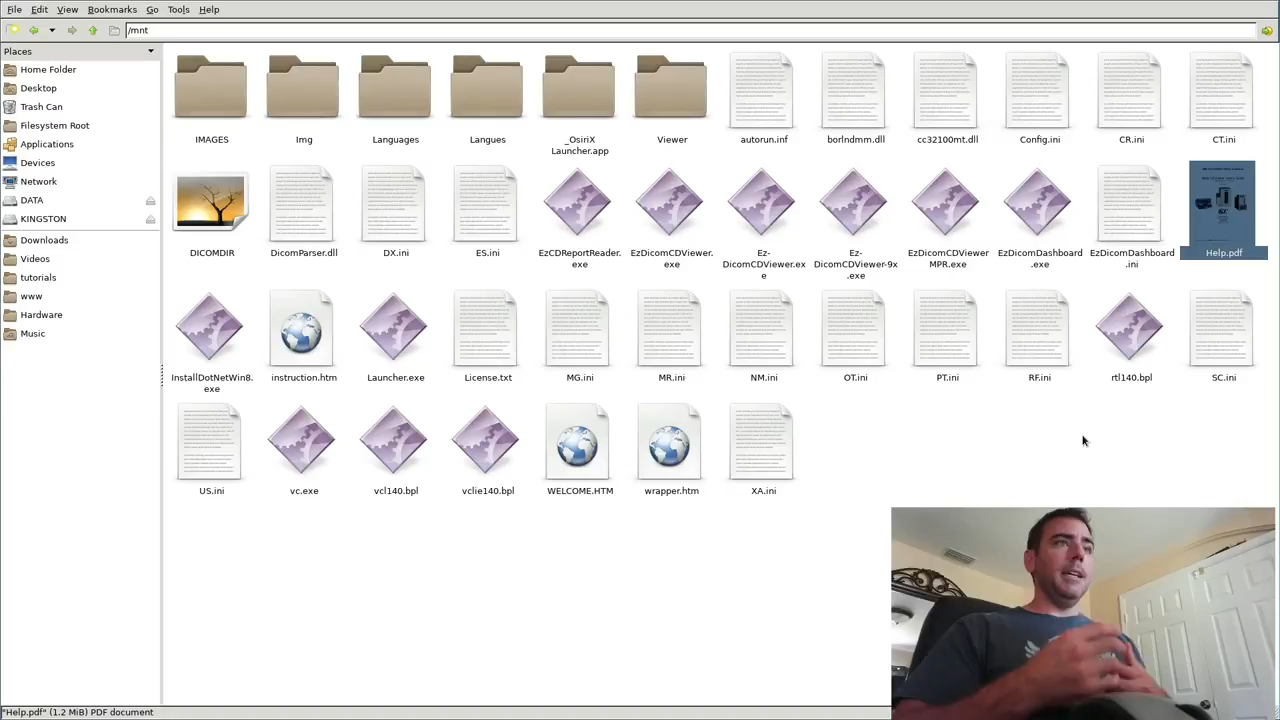 File Edit View Bookmarks Go Tools Help
/mnt
Places
Home Folder
Desktop
Trash Can
Filesystem Root
Applications
Devices
Network
DATA
KINGSTON
Downloads
Videos
tutorials
www
Hardware
Music
IMAGES Img Languages Langues _OsiriX Viewer autorun.inf borlndmm.dll cc32100mt.dll Config.ini CR.ini CT.ini
Launcher.app
DICOMDIR DicomParser.dll DX.ini ES.ini EzCDReportReader. EzDicomCDViewer. Ez- Ez- EzDicomCDViewer EzDicomDashboard EzDicomDashboard Help.pdf
exe exe DicomCDViewer.ex DicomCDViewer-9x MPR.exe .exe .ini
e .exe
InstallDotNetWin8. instruction.htm Launcher.exe License.txt MG.ini MR.ini NM.ini OT.ini PT.ini RF.ini rtl140.bpl SC.ini
exe
US.ini vc.exe vcl140.bpl vclie140.bpl WELCOME.HTM wrapper.htm XA.ini
"Help.pdf" (1.2 MiB) PDF document